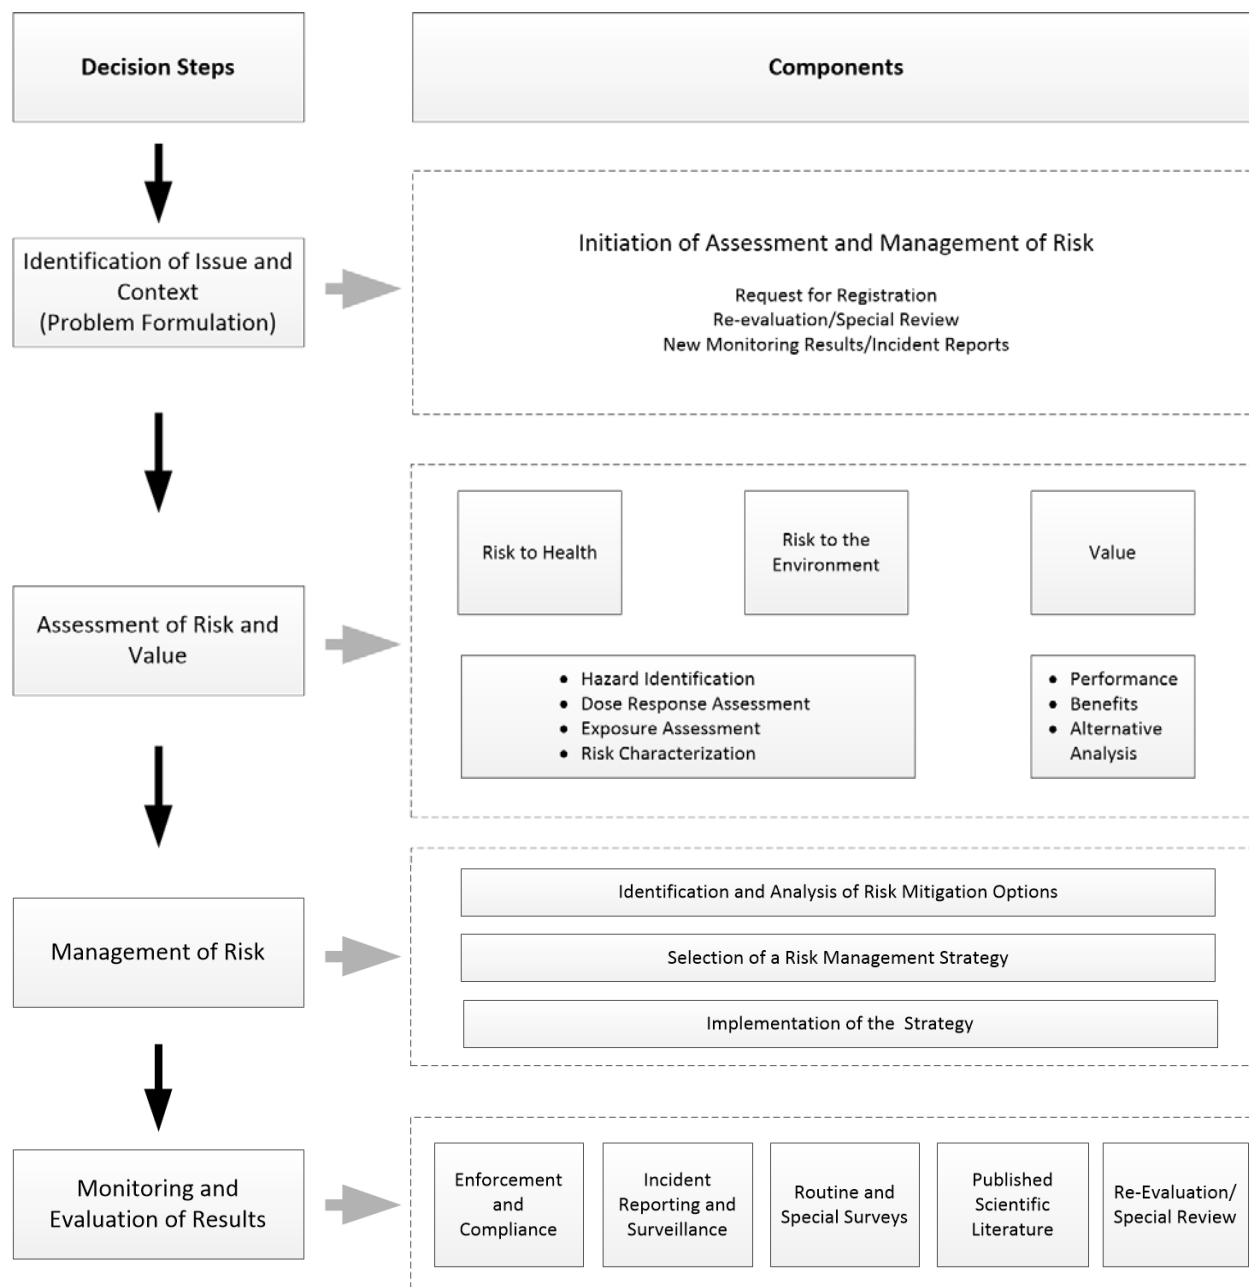 Decision Steps
Components
Identification of Issue and
Context
(Problem Formulation)
Initiation of Assessment and Management of Risk
Request for Registration
Re-evaluation/Special Review
New Monitoring Results/Incident Reports
Assessment of Risk and
Value
Risk to Health
Risk to the
Environment
Value
• Hazard Identification
• Dose Response Assessment
• Exposure Assessment
• Risk Characterization
• Performance
• Benefits
• Alternative
Analysis
Management of Risk
Identification and Analysis of Risk Mitigation Options
Selection of a Risk Management Strategy
Implementation of the Strategy
Monitoring and
Evaluation of Results
Enforcement
and
Compliance
Incident
Reporting and
Surveillance
Routine and
Special Surveys
Published
Scientific
Literature
Re-Evaluation/
Special Review